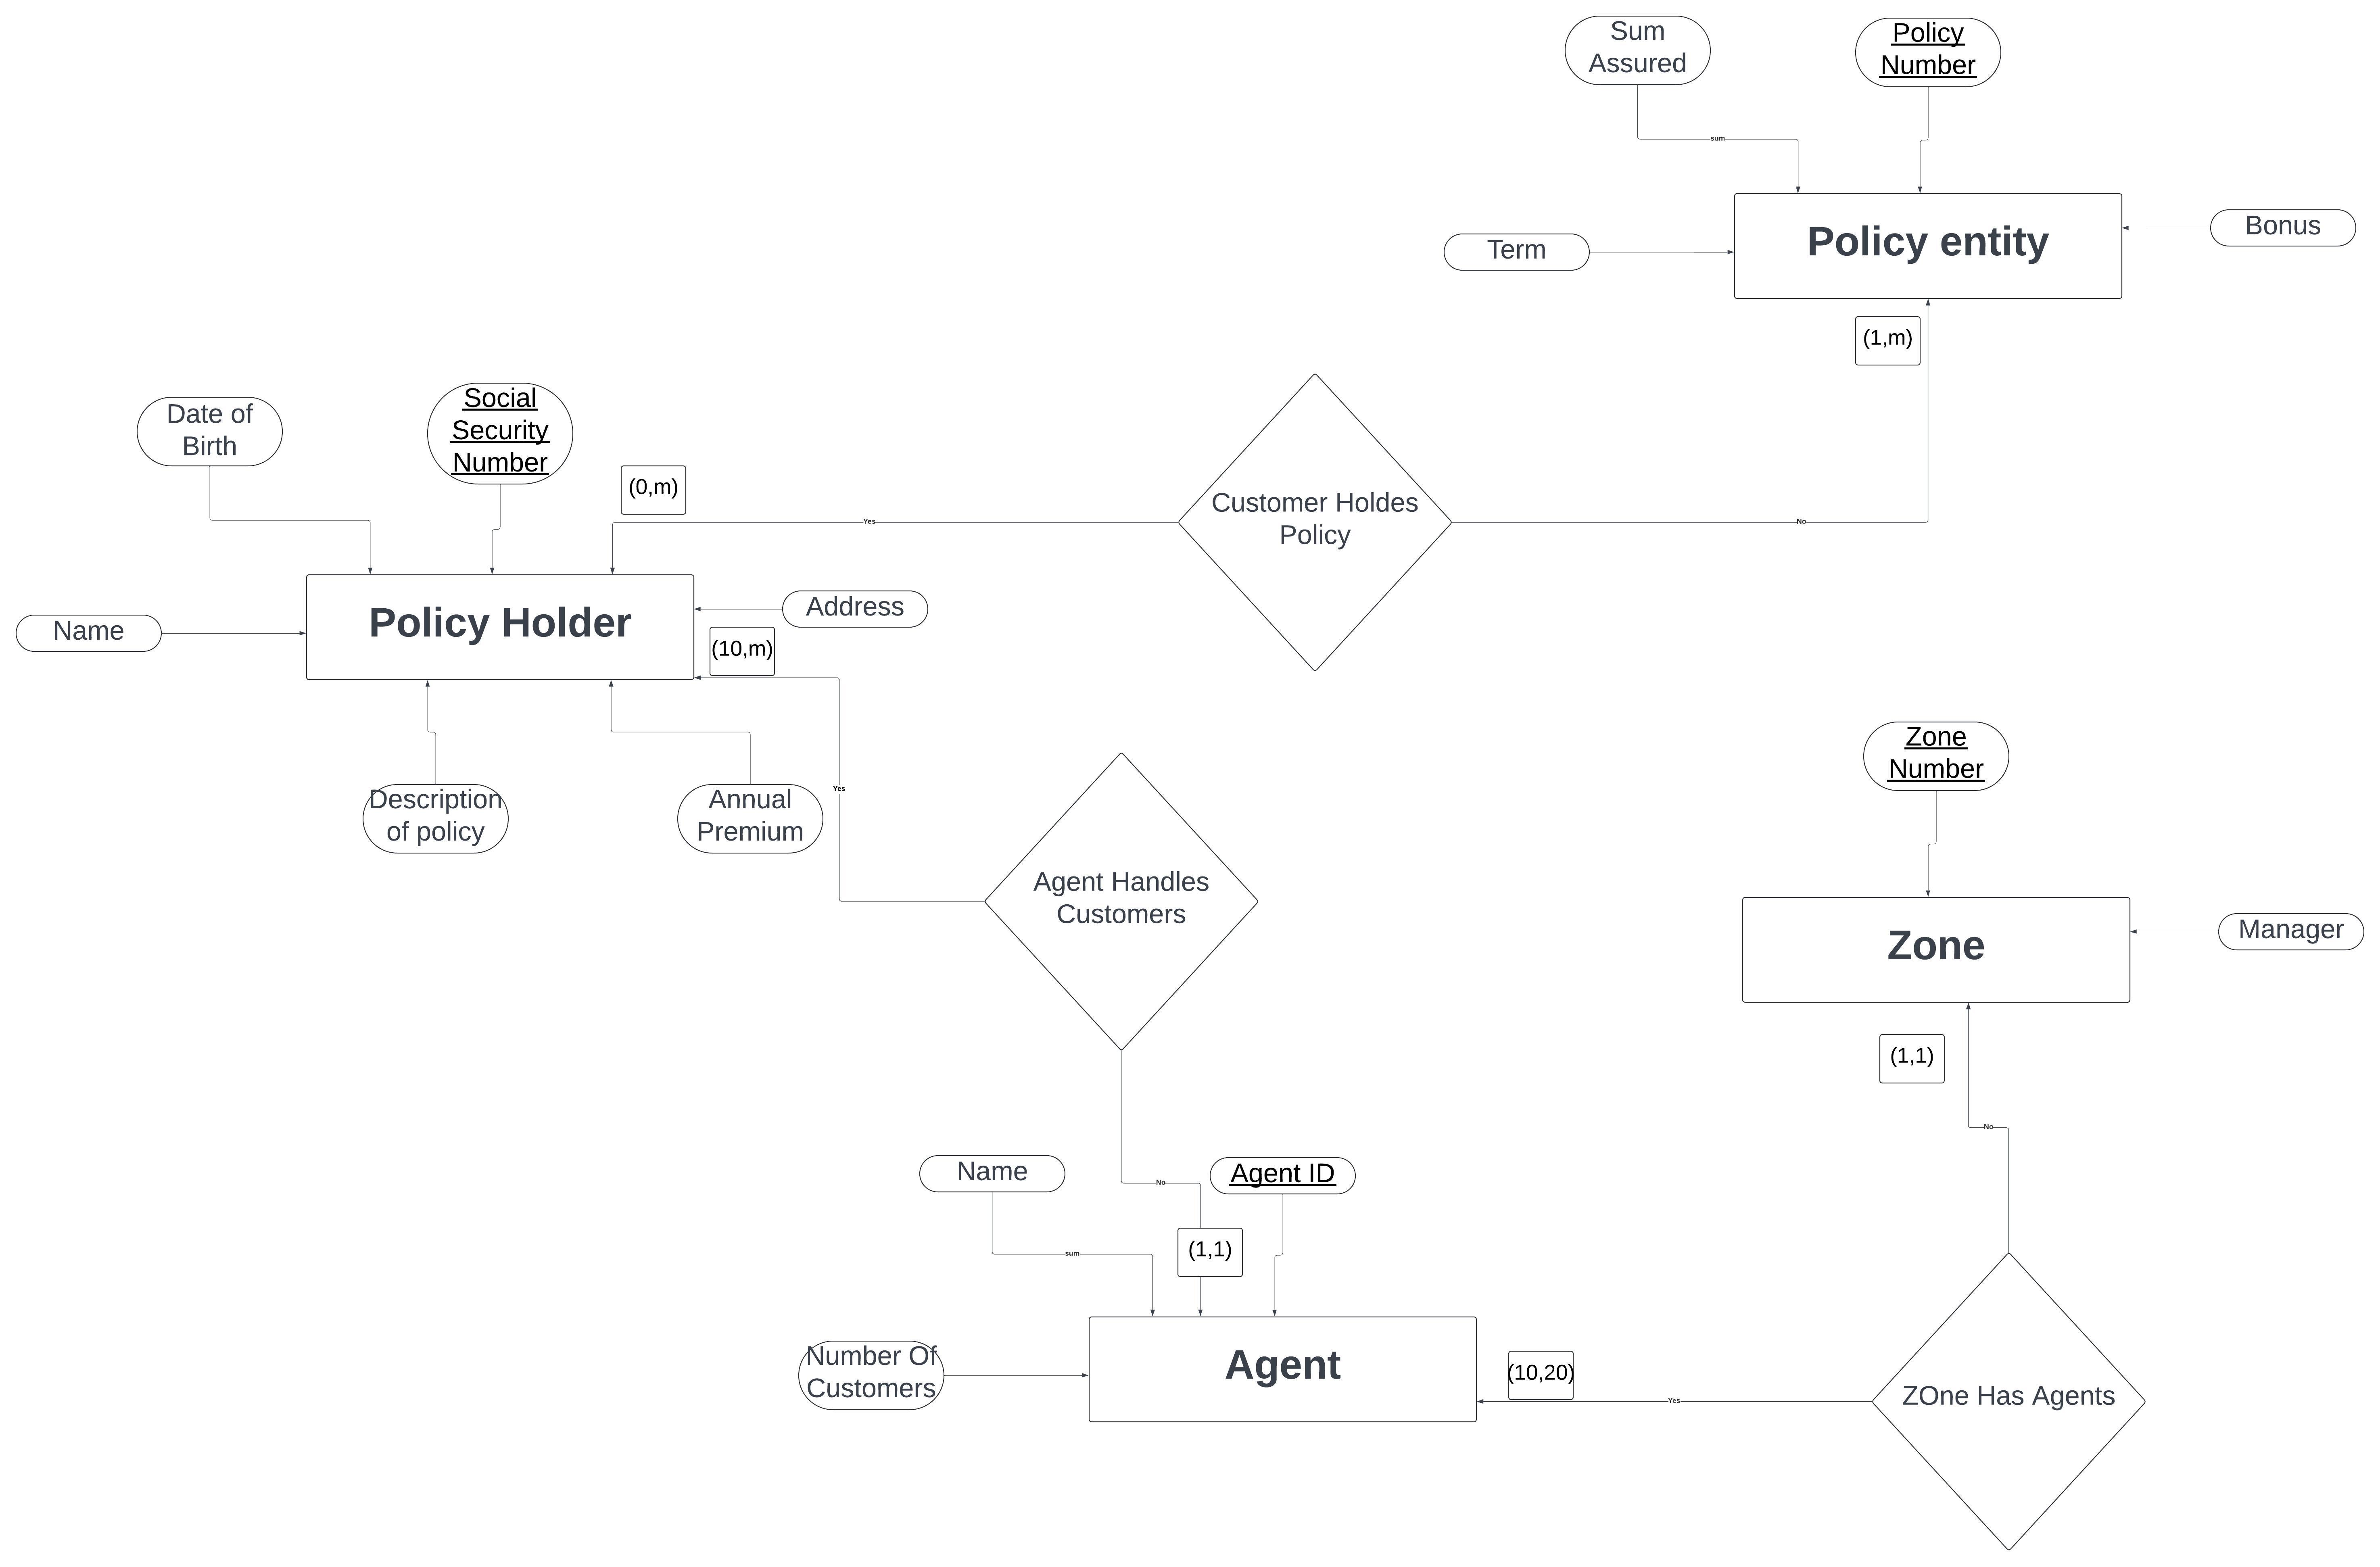 Sum
Assured
Policy
Number
sum
Policy entity
Term
Bonus
(1,m)
Date of
Birth
Social
Security
Number
(0,m)
Yes
Customer Holdes
Policy
No
Name
Policy Holder
Address
(10,m)
Description
of policy
Annual
Premium
Yes
Agent Handles
Customers
Zone
Number
Zone
Manager
(1,1)
No
Name
No
Agent ID
sum
(1,1)
Number Of
Customers
Agent
(10,20)
Yes
ZOne Has Agents